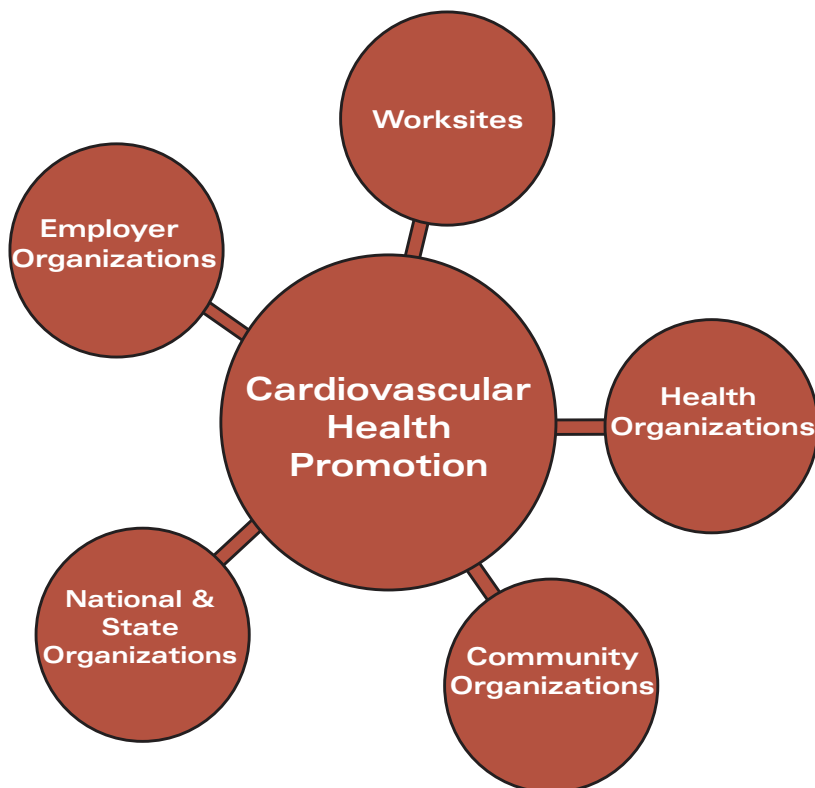 Worksites
Employer
Organizations
Cardiovascular
Health
Promotion
Health
Organizations
National &
State
Organizations
Community
Organizations